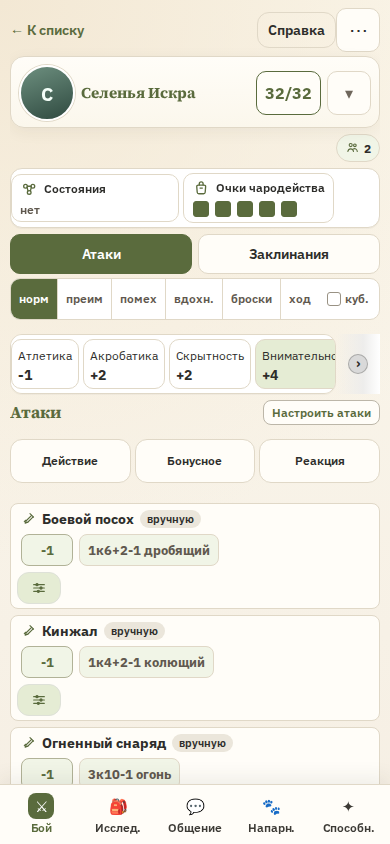 ← К списку
Справка
...
С
Селенья Искра
32/32
▼
2
Состояния
нет
Очки чародейства
Атаки
Заклинания
норм
преим
помех
вдохн.
броски
ход
куб.
Атлетика
-1
Акробатика
+2
Скрытность
+2
Внимательно
+4
›
Атаки
Настроить атаки
Действие
Бонусное
Реакция
Боевой посох
вручную
-1
1к6+2-1 дробящий
Кинжал
вручную
-1
1к4+2-1 колющий
Огненный снаряд
вручную
-1
3к10-1 огонь
Бой
Исслед.
Общение
Напарн.
Способн.